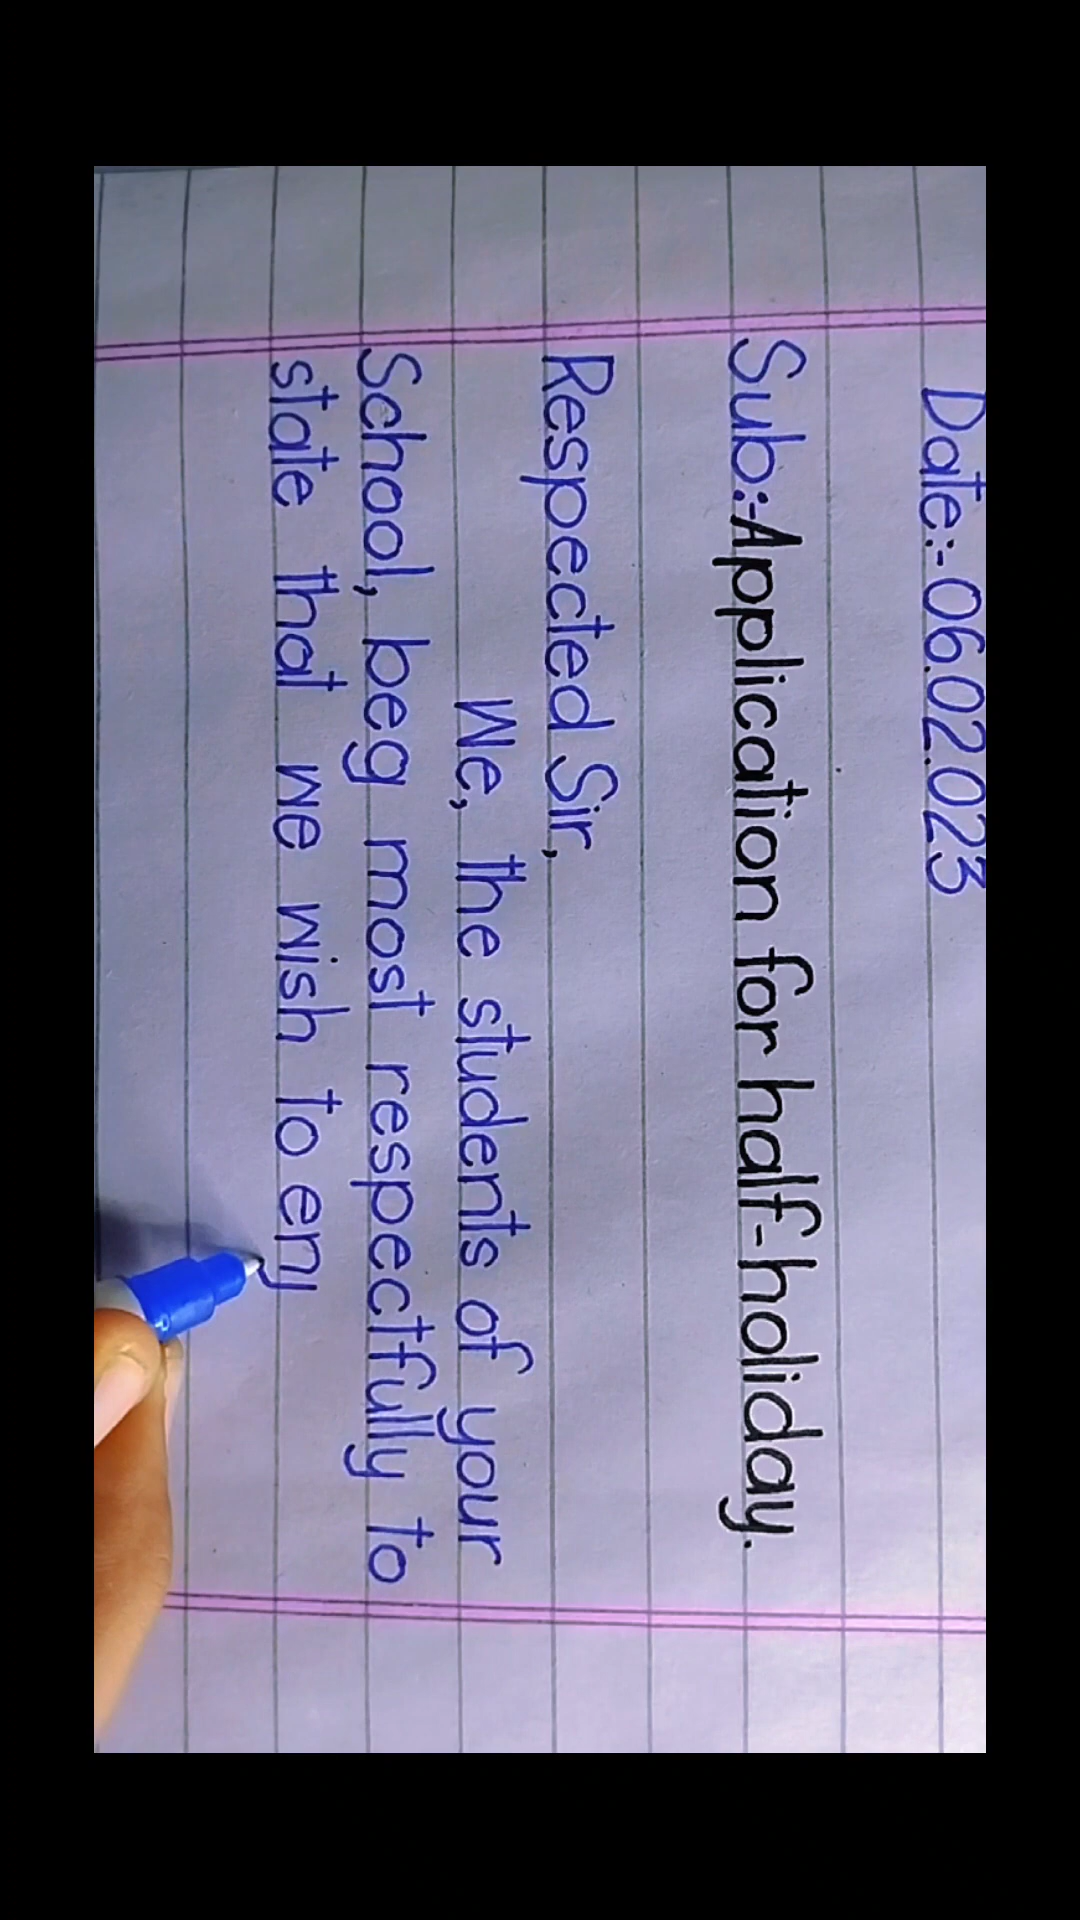 Date:-06.02.023
Sub:-Application for half-holiday.
Respected Sir,
We, the students of your
School, beg most respectfully to
state that we wish to enj